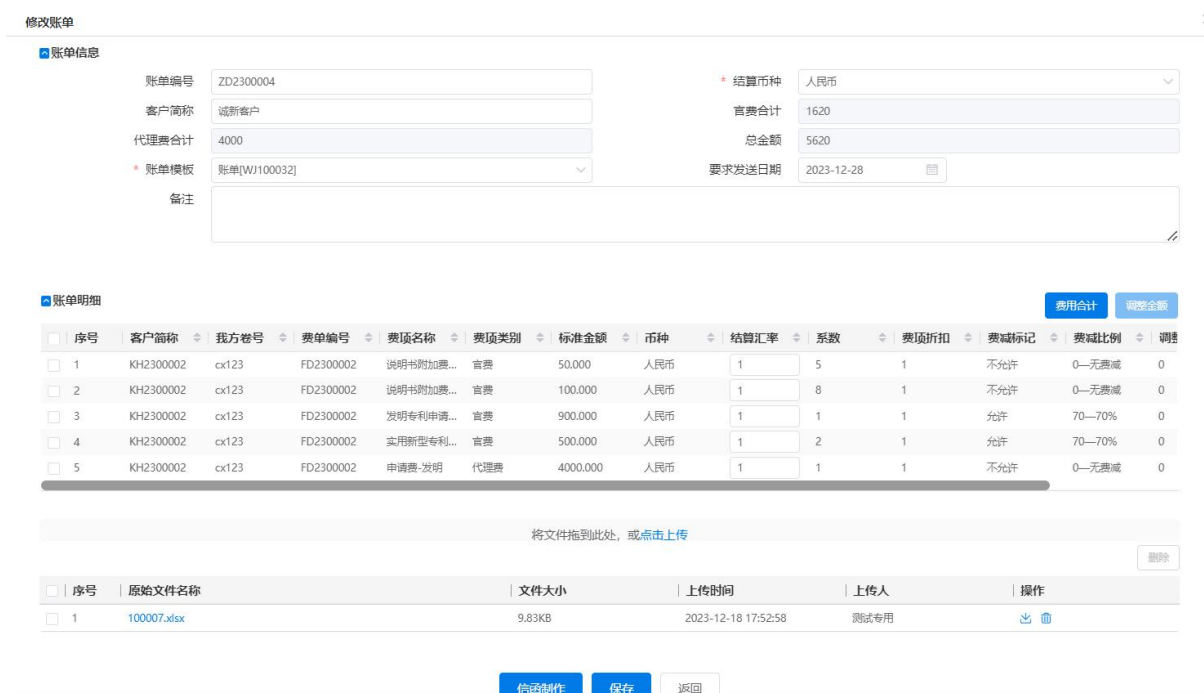 修改账单
账单信息
账单编号 ZD2300004 * 结算币种 人民币
客户简称 诚新客户 官费合计 1620
代理费合计 4000 总金额 5620
* 账单模板 账单[WJ100032] 要求发送日期 2023-12-28
备注
账单明细 费用合计 调整金额
序号 客户简称 我方卷号 费单编号 费项名称 费项类别 标准金额 币种 结算汇率 系数 费项折扣 费减标记 费减比例 调整
1 KH2300002 cx123 FD2300002 说明书附加费... 官费 50.000 人民币 1 5 1 不允许 0—无费减 0
2 KH2300002 cx123 FD2300002 说明书附加费... 官费 100.000 人民币 1 8 1 不允许 0—无费减 0
3 KH2300002 cx123 FD2300002 发明专利申请... 官费 900.000 人民币 1 1 1 允许 70—70% 0
4 KH2300002 cx123 FD2300002 实用新型专利... 官费 500.000 人民币 1 2 1 允许 70—70% 0
5 KH2300002 cx123 FD2300002 申请费-发明 代理费 4000.000 人民币 1 1 1 不允许 0—无费减 0
将文件拖到此处，或点击上传
删除
序号 原始文件名称 文件大小 上传时间 上传人 操作
1 100007.xlsx 9.83KB 2023-12-18 17:52:58 测试专用
信函制作 保存 返回